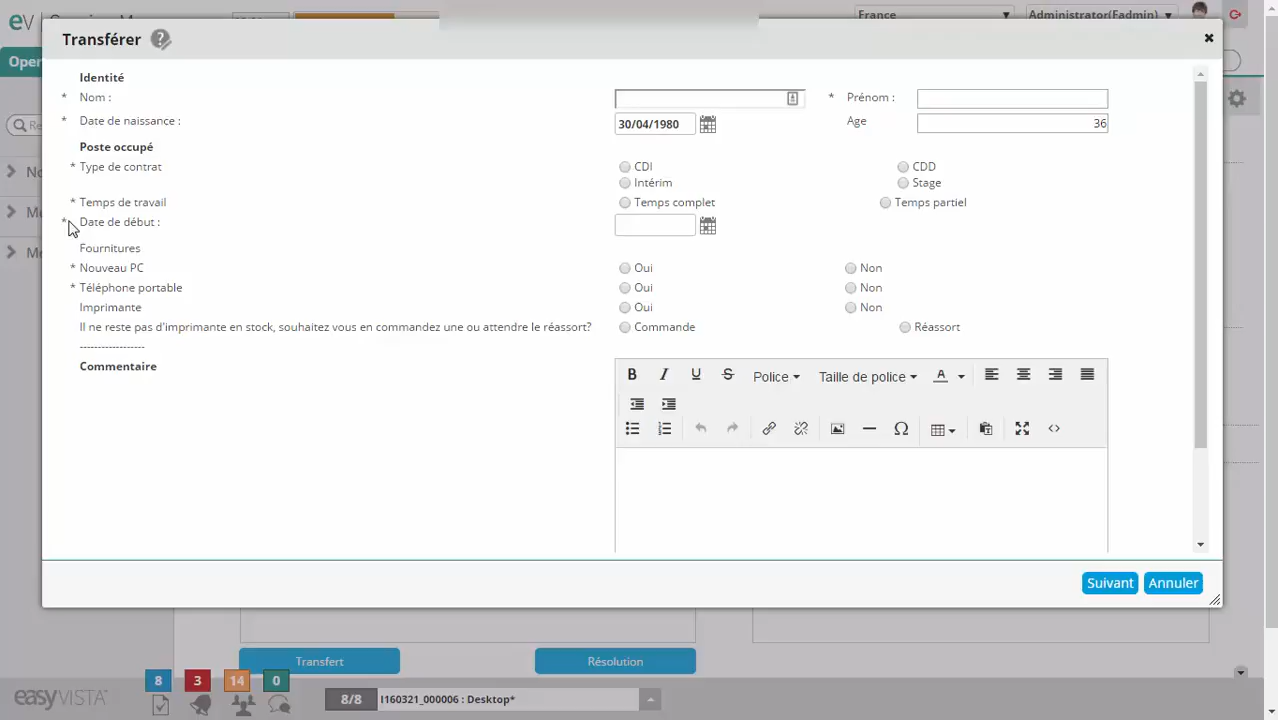 eV
France
Administrator(Fadmin)
Transférer
Oper
Identité
* Nom :
* Prénom :
* Date de naissance :
30/04/1980
Age
36
Poste occupé
* Type de contrat
CDI
CDD
Intérim
Stage
* Temps de travail
Temps complet
Temps partiel
* Date de début :
Fournitures
* Nouveau PC
Oui
Non
* Téléphone portable
Oui
Non
Imprimante
Oui
Non
Il ne reste pas d'imprimante en stock, souhaitez vous en commandez une ou attendre le réassort?
Commande
Réassort
------------------
Commentaire
B I U S Police Taille de police A
Suivant
Annuler
Transfert
Résolution
8 3 14 0
easyVISTA
8/8
I160321_000006 : Desktop*